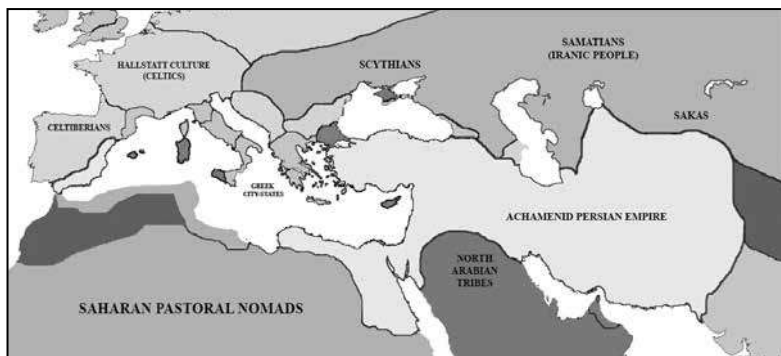 HALLSTATT CULTURE
(CELTICS)
SCYTHIANS
SAMATIANS
(IRANIC PEOPLE)
SAKAS
CELTIBERIANS
GREEK
CITY-STATES
ACHAMENID PERSIAN EMPIRE
NORTH
ARABIAN
TRIBES
SAHARAN PASTORAL NOMADS